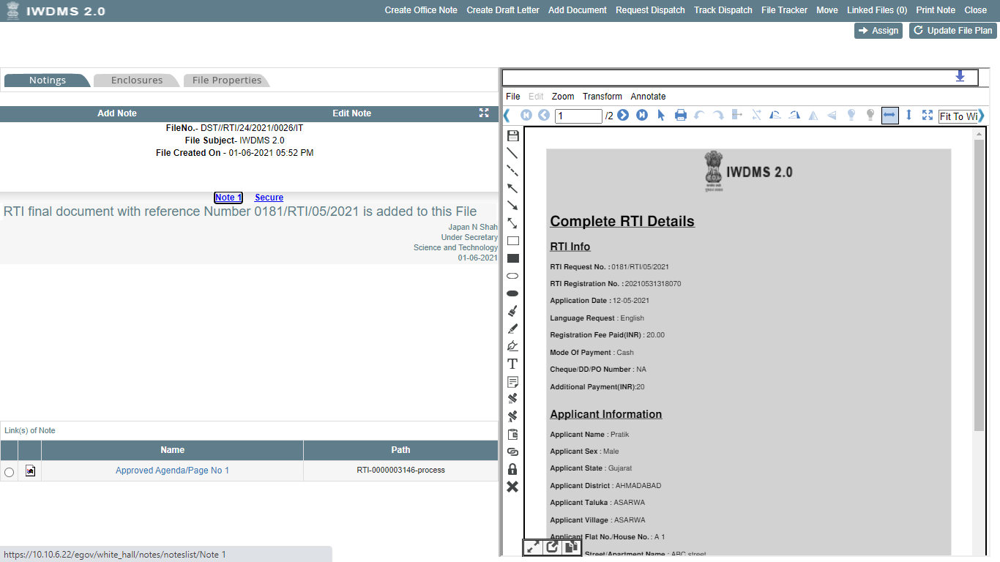 IWDMS 2.0
Create Office Note Create Draft Letter Add Document Request Dispatch Track Dispatch File Tracker Move Linked Files (0) Print Note Close
Assign Update File Plan
Notings Enclosures File Properties
Add Note Edit Note
FileNo.- DST//RTI/24/2021/0026/IT
File Subject- IWDMS 2.0
File Created On - 01-06-2021 05:52 PM
Note 1 Secure
RTI final document with reference Number 0181/RTI/05/2021 is added to this File
Japan N Shah
Under Secretary
Science and Technology
01-06-2021
Link(s) of Note
Name Path
Approved Agenda/Page No 1 RTI-0000003146-process
https://10.10.6.22/egov/white_hall/notes/noteslist/Note 1
File Edit Zoom Transform Annotate
1 /2 Fit To Wi
T
IWDMS 2.0
Complete RTI Details
RTI Info
RTI Request No. : 0181/RTI/05/2021
RTI Registration No. : 20210531318070
Application Date : 12-05-2021
Language Request : English
Registration Fee Paid(INR) : 20.00
Mode Of Payment : Cash
Cheque/DD/PO Number : NA
Additional Payment(INR):20
Applicant Information
Applicant Name : Pratik
Applicant Sex : Male
Applicant State : Gujarat
Applicant District : AHMADABAD
Applicant Taluka : ASARWA
Applicant Village : ASARWA
Applicant Flat No./House No. : A 1
Street/Apartment Name : ABC street